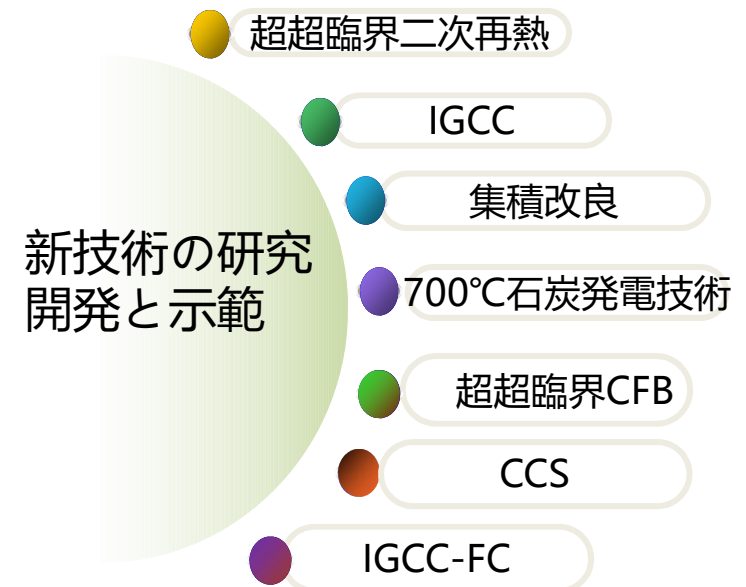 超超臨界二次再熱
IGCC
集積改良
新技術の研究
開発と示範
700℃石炭発電技術
超超臨界CFB
CCS
IGCC-FC